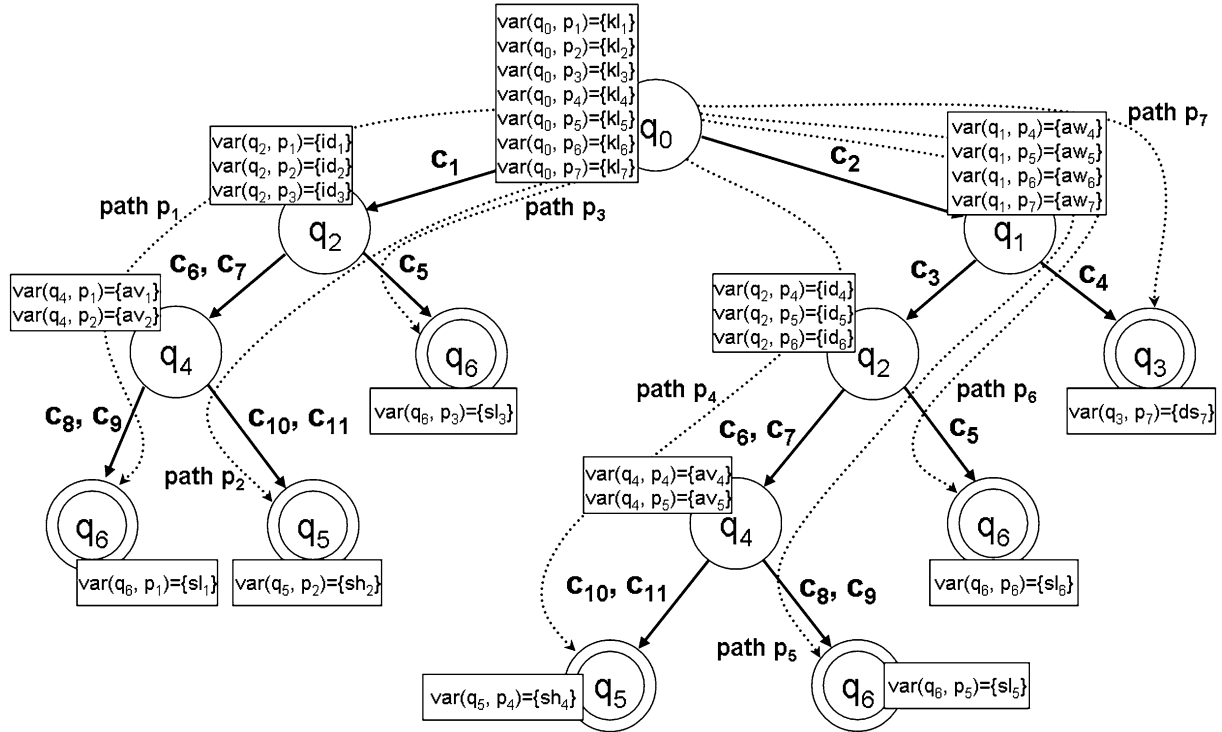 var(q₀, p₁)={kl₁}
var(q₀, p₂)={kl₂}
var(q₀, p₃)={kl₃}
var(q₀, p₄)={kl₄}
var(q₀, p₅)={kl₅}
var(q₀, p₆)={kl₆}
var(q₀, p₇)={kl₇}
q₀
path p₇
var(q₁, p₄)={aw₄}
var(q₁, p₅)={aw₅}
var(q₁, p₆)={aw₆}
var(q₁, p₇)={aw₇}
var(q₂, p₁)={id₁}
var(q₂, p₂)={id₂}
var(q₂, p₃)={id₃}
c₁
c₂
path p₁
path p₃
q₂
q₁
c₆, c₇
c₅
c₃
c₄
var(q₄, p₁)={av₁}
var(q₄, p₂)={av₂}
var(q₂, p₄)={id₄}
var(q₂, p₅)={id₅}
var(q₂, p₆)={id₆}
q₄
q₆
q₂
q₃
var(q₆, p₃)={sl₃}
path p₄
path p₆
var(q₃, p₇)={ds₇}
c₈, c₉
c₁₀, c₁₁
c₆, c₇
c₅
path p₂
var(q₄, p₄)={av₄}
var(q₄, p₅)={av₅}
q₆
q₅
q₄
q₆
var(q₆, p₁)={sl₁}
var(q₅, p₂)={sh₂}
var(q₆, p₆)={sl₆}
c₁₀, c₁₁
c₈, c₉
path p₅
var(q₅, p₄)={sh₄}
q₅
q₆
var(q₆, p₅)={sl₅}